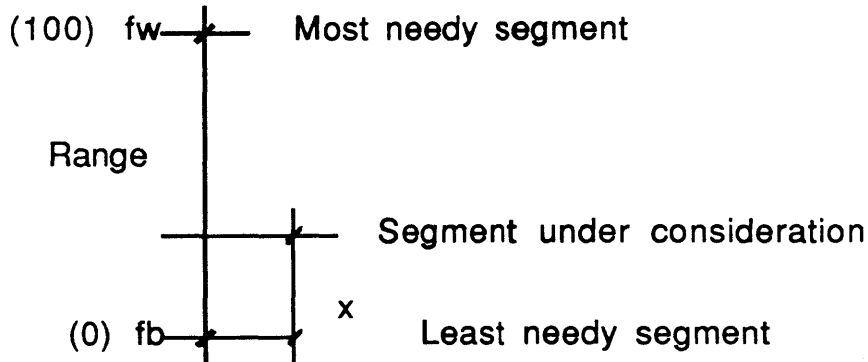 (100) fw Most needy segment
Range
Segment under consideration
x
(0) fb Least needy segment